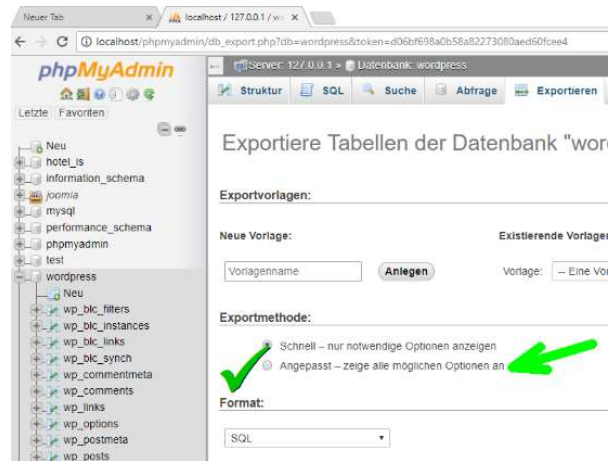 Neuer Tab
localhost / 127.0.0.1 / wo
localhost/phpmyadmin/db_export.php?db=wordpress&token=d06bf698a0b58a82273080aed60fcee4
phpMyAdmin
Letzte Favoriten
Neu
hotel_is
information_schema
joomla
mysql
performance_schema
phpmyadmin
test
wordpress
Neu
wp_blc_filters
wp_blc_instances
wp_blc_links
wp_blc_synch
wp_commentmeta
wp_comments
wp_links
wp_options
wp_postmeta
wp_posts
Server: 127.0.0.1 » Datenbank: wordpress
Struktur SQL Suche Abfrage Exportieren
Exportiere Tabellen der Datenbank "wor
Exportvorlagen:
Neue Vorlage: Existierende Vorlagen
Vorlagenname Anlegen Vorlage: -- Eine Vor
Exportmethode:
Schnell – nur notwendige Optionen anzeigen
Angepasst – zeige alle möglichen Optionen an
Format:
SQL